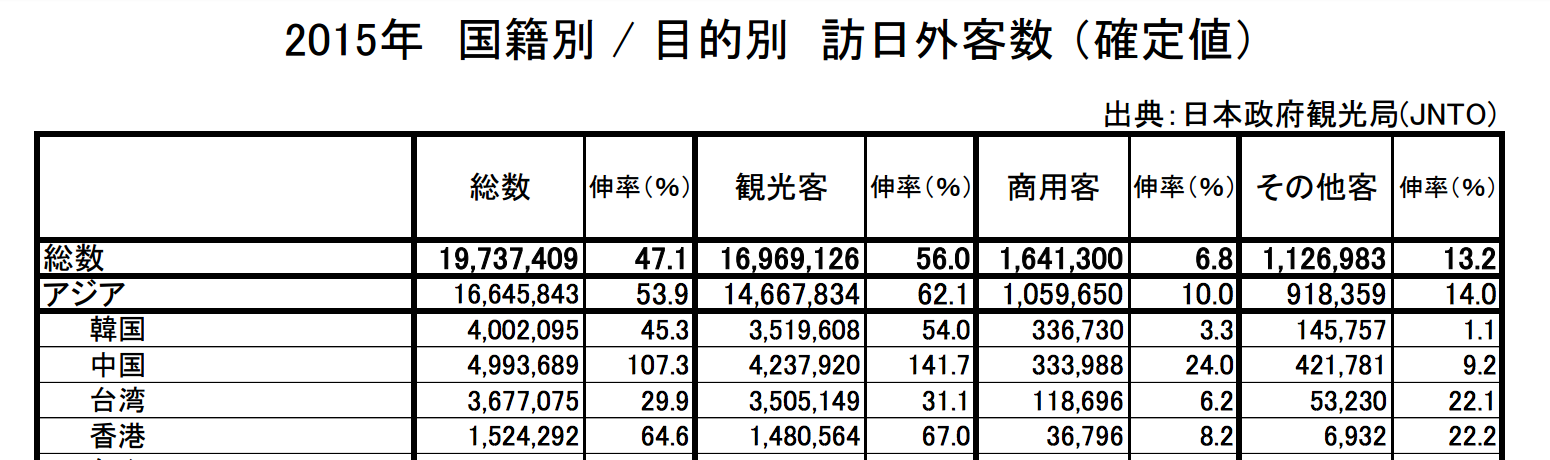 2015年　国籍別 / 目的別　訪日外客数（確定値）
出典：日本政府観光局(JNTO)
総数 伸率（%） 観光客 伸率（%） 商用客 伸率（%） その他客 伸率（%）
総数 19,737,409 47.1 16,969,126 56.0 1,641,300 6.8 1,126,983 13.2
アジア 16,645,843 53.9 14,667,834 62.1 1,059,650 10.0 918,359 14.0
韓国 4,002,095 45.3 3,519,608 54.0 336,730 3.3 145,757 1.1
中国 4,993,689 107.3 4,237,920 141.7 333,988 24.0 421,781 9.2
台湾 3,677,075 29.9 3,505,149 31.1 118,696 6.2 53,230 22.1
香港 1,524,292 64.6 1,480,564 67.0 36,796 8.2 6,932 22.2